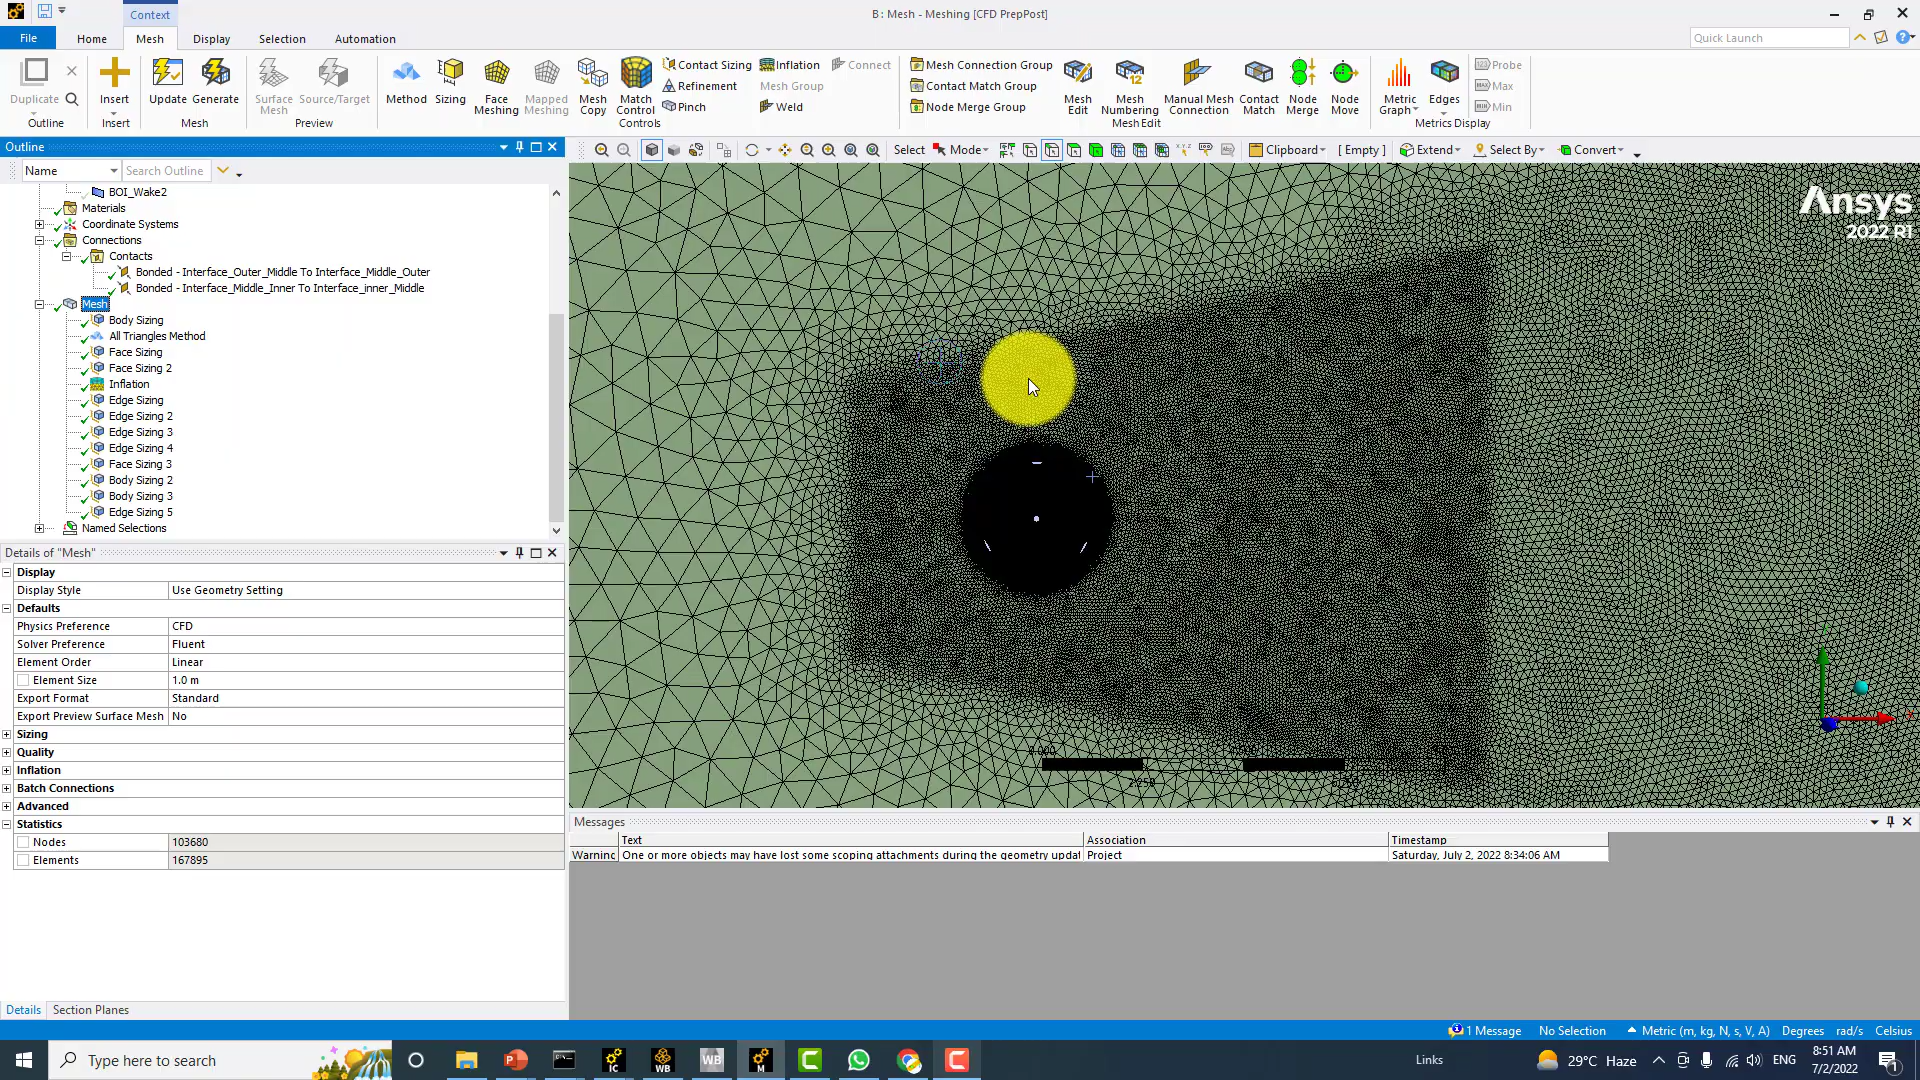 Context
B : Mesh - Meshing [CFD PrepPost]
File
Home
Mesh
Display
Selection
Automation
Quick Launch
Duplicate
Outline
Insert
Insert
Update
Generate
Mesh
Surface Mesh
Source/Target
Preview
Method
Sizing
Face Meshing
Mapped Meshing
Mesh Copy
Match Control
Contact Sizing
Refinement
Pinch
Inflation
Mesh Group
Weld
Connect
Controls
Mesh Connection Group
Contact Match Group
Node Merge Group
Mesh Edit
Mesh Numbering
Manual Mesh Connection
Contact Match
Node Merge
Node Move
Mesh Edit
Metric Graph
Edges
Probe
Max
Min
Metrics Display
Outline
Name
Search Outline
Select
Mode
Clipboard
[ Empty ]
Extend
Select By
Convert
BOI_Wake2
Materials
Coordinate Systems
Connections
Contacts
Bonded - Interface_Outer_Middle To Interface_Middle_Outer
Bonded - Interface_Middle_Inner To Interface_inner_Middle
Mesh
Body Sizing
All Triangles Method
Face Sizing
Face Sizing 2
Inflation
Edge Sizing
Edge Sizing 2
Edge Sizing 3
Edge Sizing 4
Face Sizing 3
Body Sizing 2
Body Sizing 3
Edge Sizing 5
Named Selections
Ansys
2022 R1
Details of "Mesh"
Display
Display Style Use Geometry Setting
Defaults
Physics Preference CFD
Solver Preference Fluent
Element Order Linear
Element Size 1.0 m
Export Format Standard
Export Preview Surface Mesh No
Sizing
Quality
Inflation
Batch Connections
Advanced
Statistics
Nodes 103680
Elements 167895
Details
Section Planes
Messages
Text Association Timestamp
Warning One or more objects may have lost some scoping attachments during the geometry updat Project Saturday, July 2, 2022 8:34:06 AM
1 Message
No Selection
Metric (m, kg, N, s, V, A)
Degrees
rad/s
Celsius
Type here to search
Links
29°C Haze
ENG
8:51 AM
7/2/2022